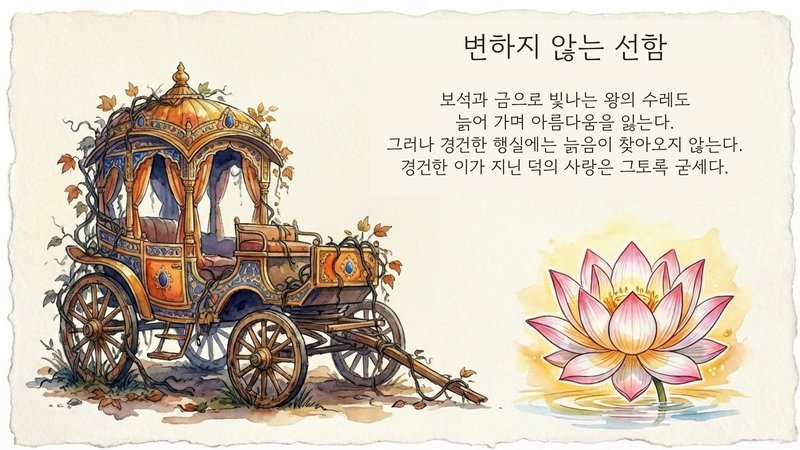 변하지 않는 선함
보석과 금으로 빛나는 왕의 수레도
늙어 가며 아름다움을 잃는다.
그러나 경건한 행실에는 늙음이 찾아오지 않는다.
경건한 이가 지닌 덕의 사랑은 그토록 굳세다.